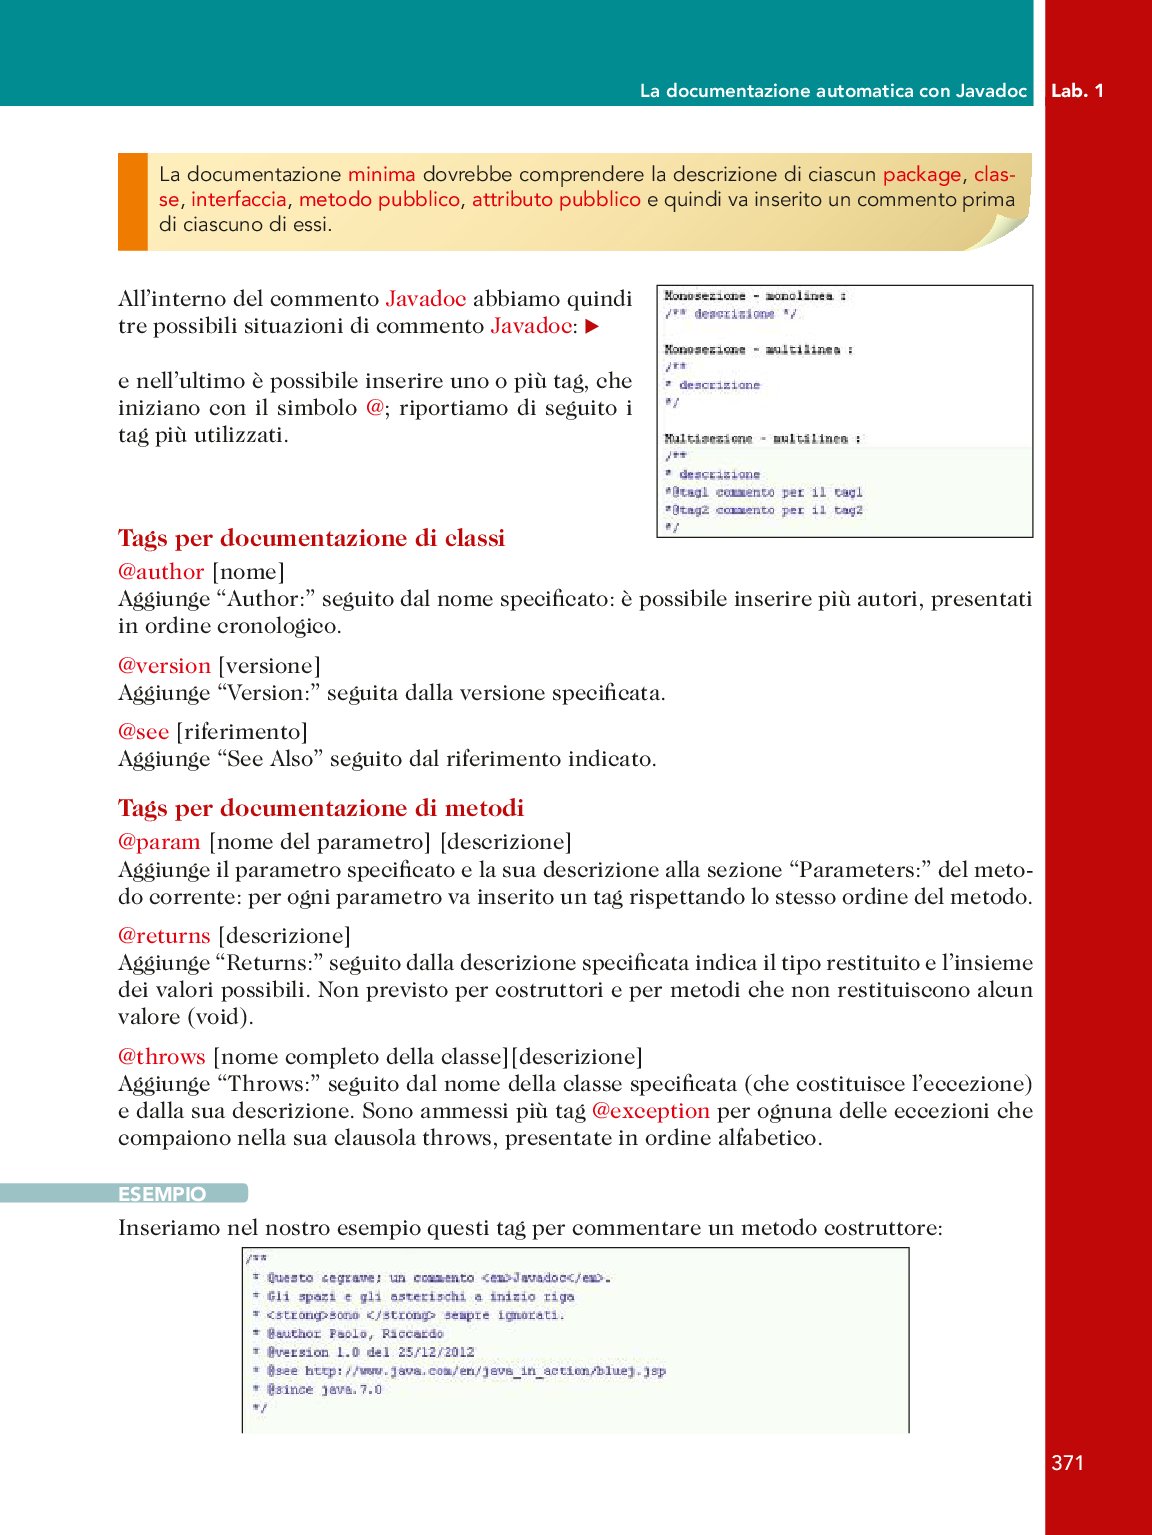 La documentazione automatica con Javadoc
Lab. 1
La documentazione minima dovrebbe comprendere la descrizione di ciascun package, clas-
se, interfaccia, metodo pubblico, attributo pubblico e quindi va inserito un commento prima
di ciascuno di essi.
All’interno del commento Javadoc abbiamo quindi
tre possibili situazioni di commento Javadoc: ▶
e nell’ultimo è possibile inserire uno o più tag, che
iniziano con il simbolo @; riportiamo di seguito i
tag più utilizzati.
Monosezione - monolinea :
/** descrizione */
Monosezione - multilinea :
/**
* descrizione
*/
Multisezione - multilinea :
/**
* descrizione
*@tag1 commento per il tag1
*@tag2 commento per il tag2
*/
Tags per documentazione di classi
@author [nome]
Aggiunge “Author:” seguito dal nome specificato: è possibile inserire più autori, presentati
in ordine cronologico.
@version [versione]
Aggiunge “Version:” seguita dalla versione specificata.
@see [riferimento]
Aggiunge “See Also” seguito dal riferimento indicato.
Tags per documentazione di metodi
@param [nome del parametro] [descrizione]
Aggiunge il parametro specificato e la sua descrizione alla sezione “Parameters:” del meto-
do corrente: per ogni parametro va inserito un tag rispettando lo stesso ordine del metodo.
@returns [descrizione]
Aggiunge “Returns:” seguito dalla descrizione specificata indica il tipo restituito e l’insieme
dei valori possibili. Non previsto per costruttori e per metodi che non restituiscono alcun
valore (void).
@throws [nome completo della classe][descrizione]
Aggiunge “Throws:” seguito dal nome della classe specificata (che costituisce l’eccezione)
e dalla sua descrizione. Sono ammessi più tag @exception per ognuna delle eccezioni che
compaiono nella sua clausola throws, presentate in ordine alfabetico.
ESEMPIO
Inseriamo nel nostro esempio questi tag per commentare un metodo costruttore:
/**
* Questo &egrave; un commento <em>Javadoc</em>.
* Gli spazi e gli asterischi a inizio riga
* <strong>sono </strong> sempre ignorati.
* @author Paolo, Riccardo
* @version 1.0 del 25/12/2012
* @see http://www.java.com/en/java_in_action/bluej.jsp
* @since java.7.0
*/
371